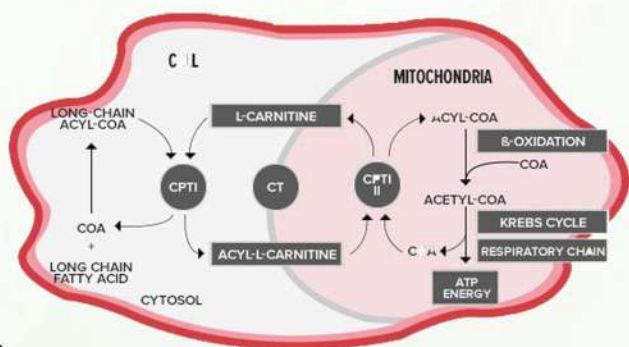 MITOCHONDRIA
LONG-CHAIN
ACYL-COA
L-CARNITINE
CPTI
CT
II
ACYL-COA
ß-OXIDATION
COA
ACETYL-COA
KREBS CYCLE
RESPIRATORY CHAIN
COA
+
LONG CHAIN
FATTY ACID
ACYL-L-CARNITINE
ATP
ENERGY
CYTOSOL